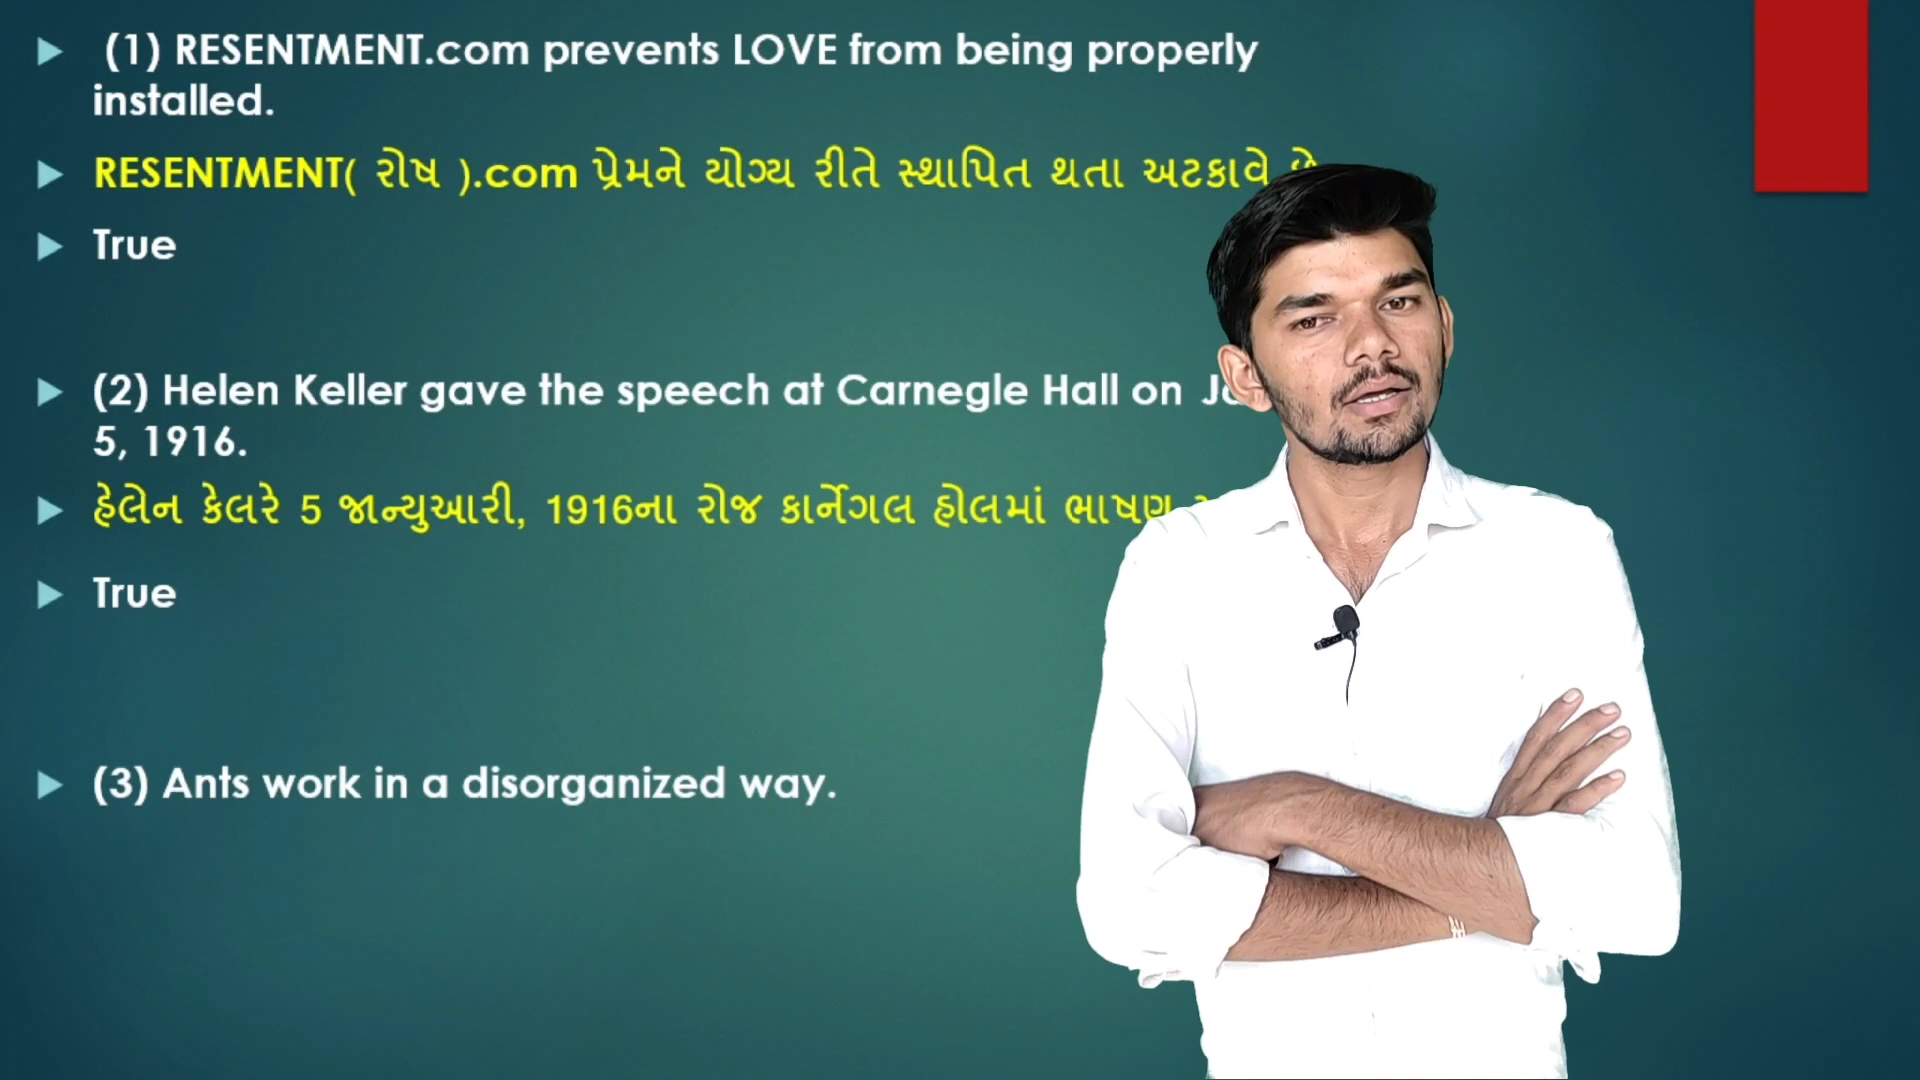 (1) RESENTMENT.com prevents LOVE from being properly
installed.
RESENTMENT( રોષ ).com પ્રેમને યોગ્ય રીતે સ્થાપિત થતા અટકાવે છે
True
(2) Helen Keller gave the speech at Carnegle Hall on
5, 1916.
હેલેન કેલરે 5 જાન્યુઆરી, 1916ના રોજ કાર્નેગલ હોલમાં ભાષણ
True
(3) Ants work in a disorganized way.